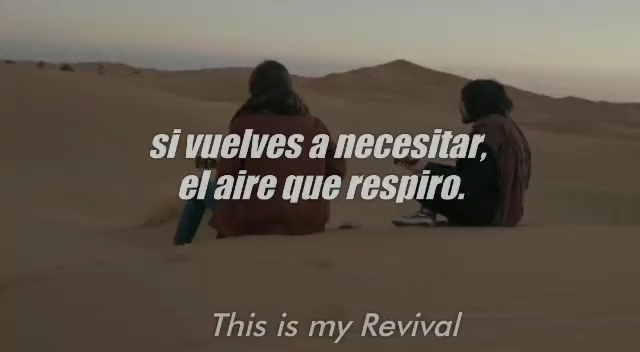 si vuelves a necesitar,
el aire que respiro.
This is my Revival